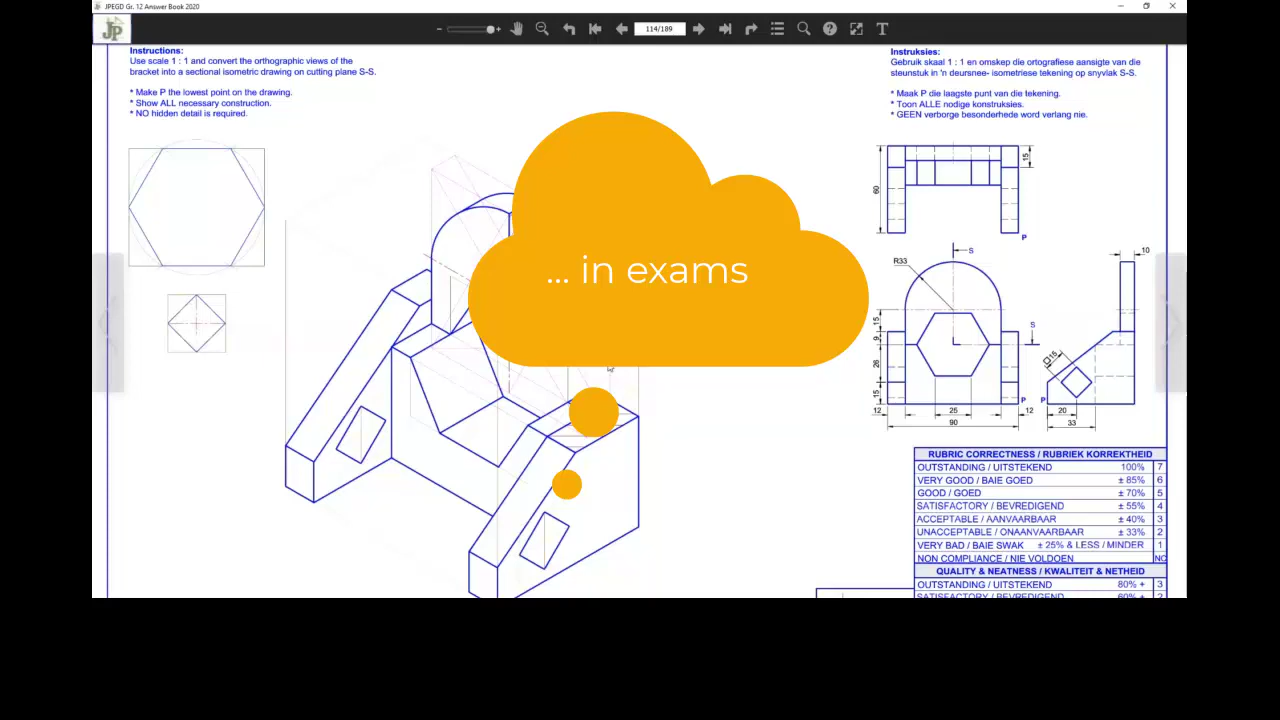 JPEGD Gr. 12 Answer Book 2020
JP
114/189
T
Instructions:
Use scale 1 : 1 and convert the orthographic views of the
bracket into a sectional isometric drawing on cutting plane S-S.
* Make P the lowest point on the drawing.
* Show ALL necessary construction.
* NO hidden detail is required.
Instruksies:
Gebruik skaal 1 : 1 en omskep die ortografiese aansigte van die
steunstuk in 'n deursnee- isometriese tekening op snyvlak S-S.
* Maak P die laagste punt van die tekening.
* Toon ALLE nodige konstruksies.
* GEEN verborge besonderhede word verlang nie.
... in exams
60
15
P
S
R33
10
15
9
26
15
S
□15
P
P
12
25
12
90
20
33
RUBRIC CORRECTNESS / RUBRIEK KORREKTHEID
OUTSTANDING / UITSTEKEND 100% 7
VERY GOOD / BAIE GOED ± 85% 6
GOOD / GOED ± 70% 5
SATISFACTORY / BEVREDIGEND ± 55% 4
ACCEPTABLE / AANVAARBAAR ± 40% 3
UNACCEPTABLE / ONAANVAARBAAR ± 33% 2
VERY BAD / BAIE SWAK ± 25% & LESS / MINDER 1
NON COMPLIANCE / NIE VOLDOEN NC
QUALITY & NEATNESS / KWALITEIT & NETHEID
OUTSTANDING / UITSTEKEND 80% + 3
SATISFACTORY / BEVREDIGEND 60% + 2